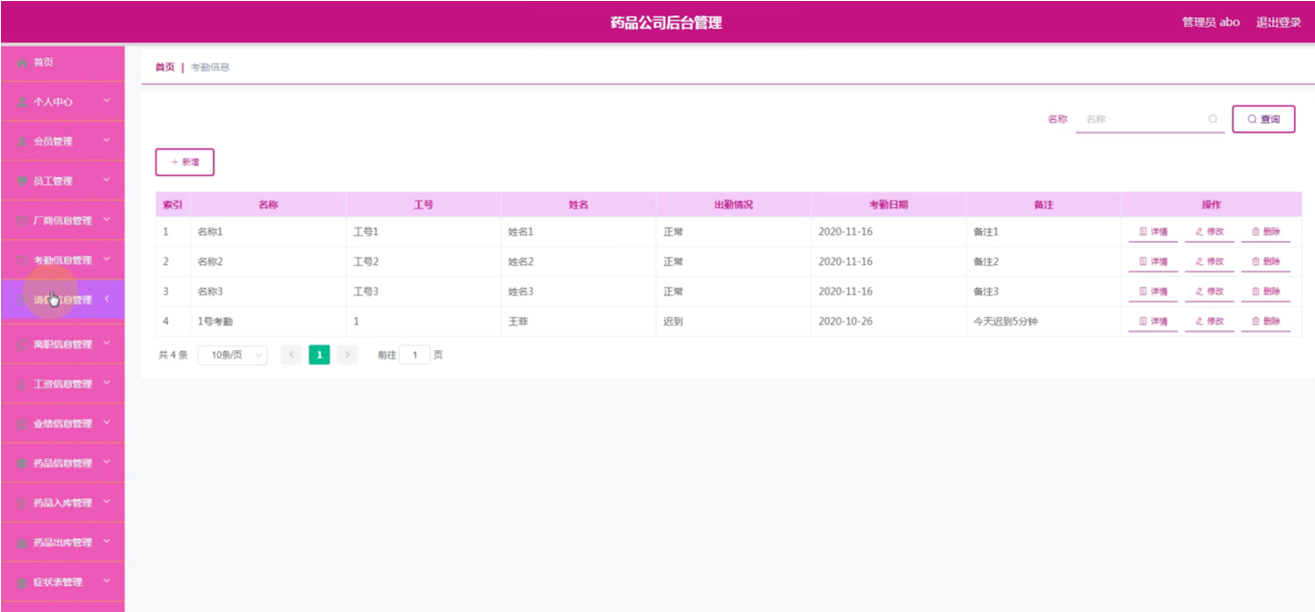 药品公司后台管理
管理员 abo 退出登录
首页
个人中心
会员管理
员工管理
厂商信息管理
考勤信息管理
息管理
离职信息管理
工资信息管理
业绩信息管理
药品信息管理
药品入库管理
药品出库管理
症状表管理
首页 | 考勤信息
名称 名称 查询
+ 新增
索引 名称 工号 姓名 出勤情况 考勤日期 备注 操作
1 名称1 工号1 姓名1 正常 2020-11-16 备注1 详情 修改 删除
2 名称2 工号2 姓名2 正常 2020-11-16 备注2 详情 修改 删除
3 名称3 工号3 姓名3 正常 2020-11-16 备注3 详情 修改 删除
4 1号考勤 1 王菲 迟到 2020-10-26 今天迟到5分钟 详情 修改 删除
共 4 条 10条/页 < 1 > 前往 1 页